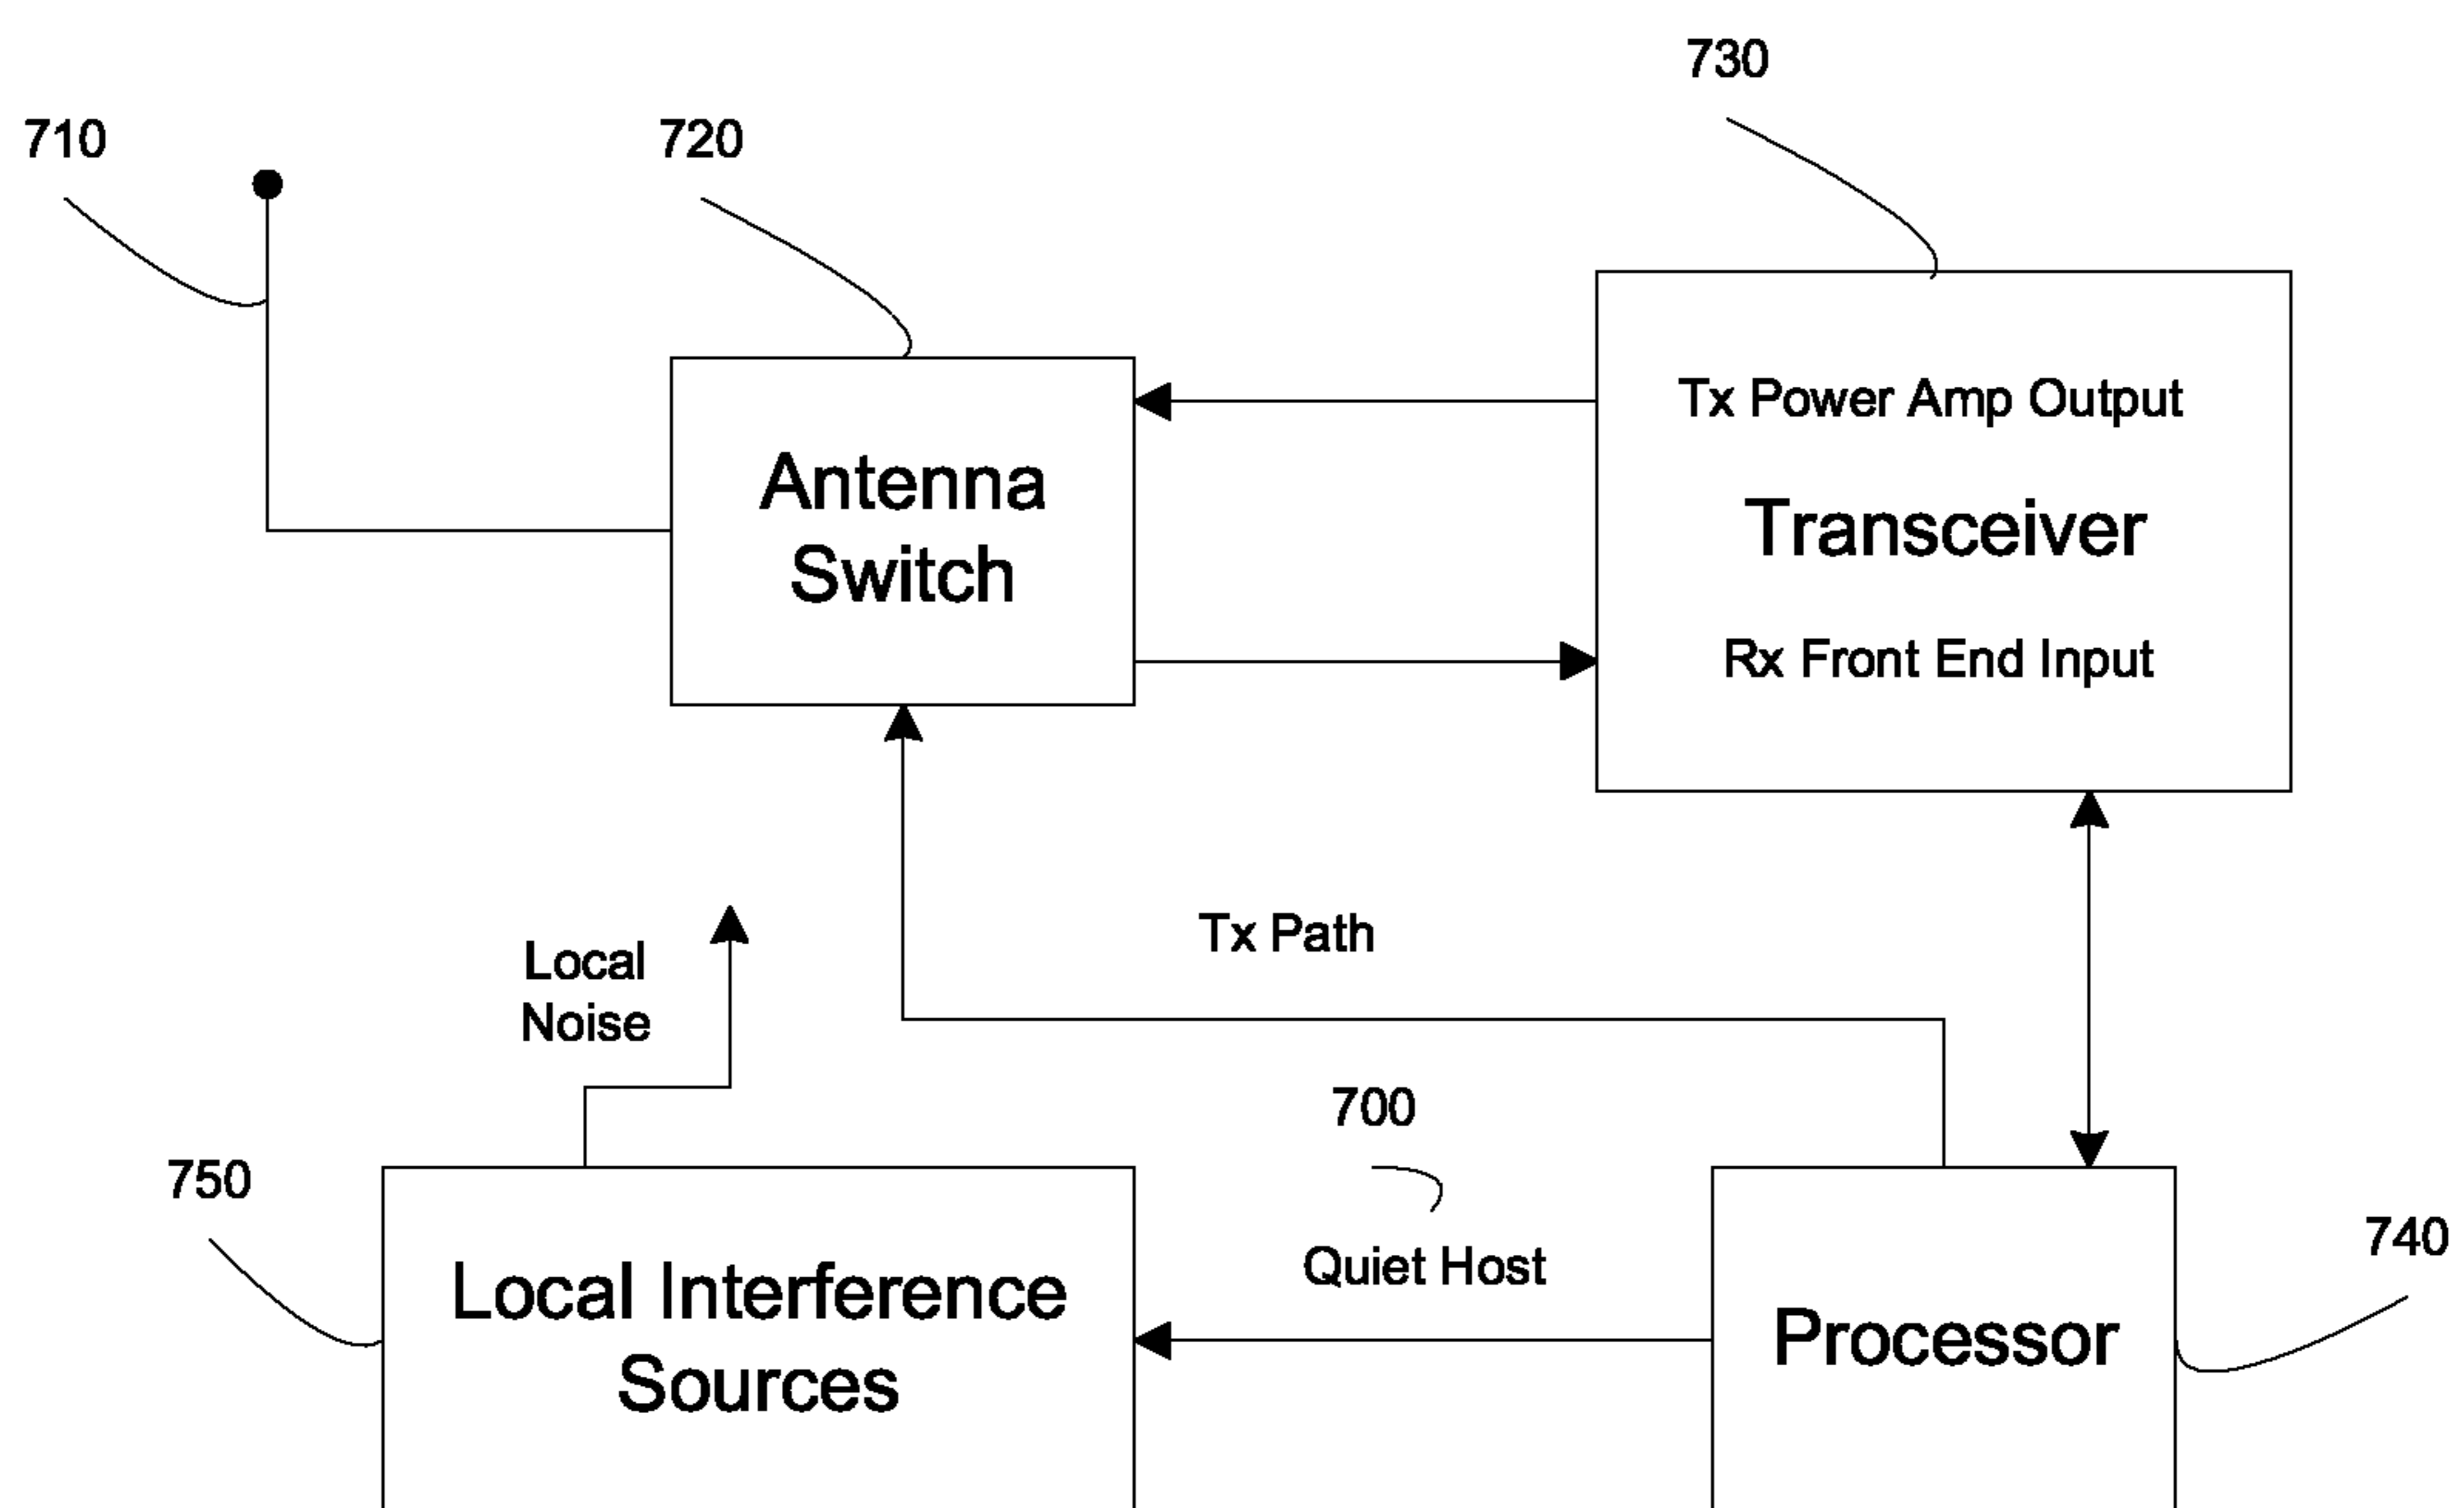 730
710
720
Tx Power Amp Output
Antenna
Switch
Transceiver
Rx Front End Input
Tx Path
Local
Noise
700
750
740
Quiet Host
Local Interference
Sources
Processor